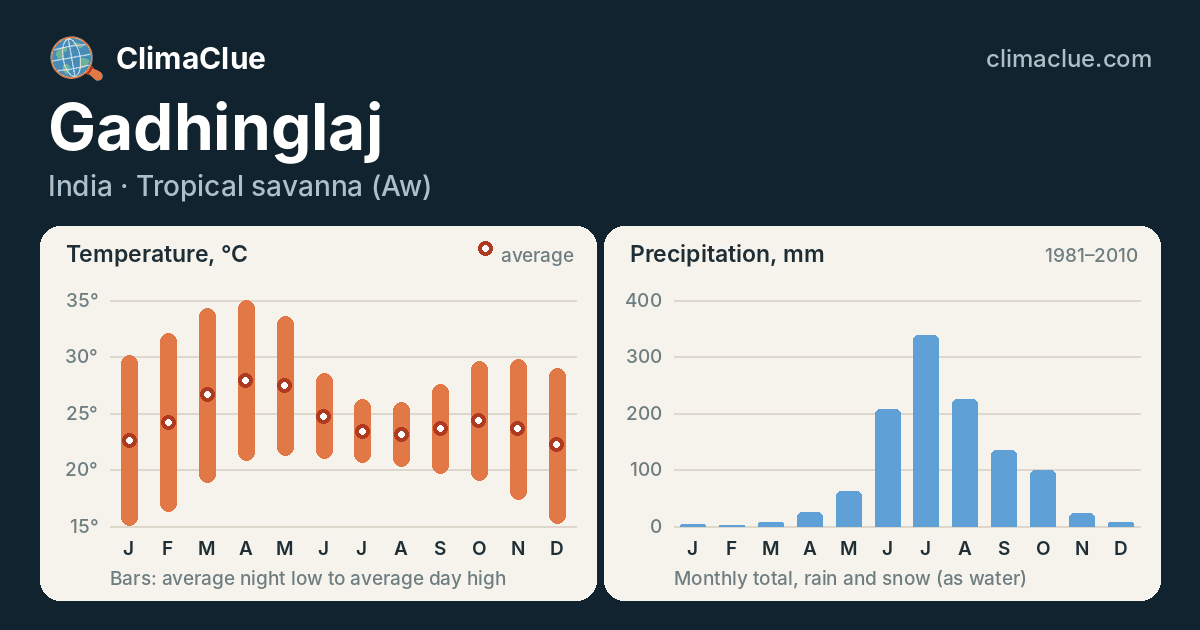 ClimaClue
climaclue.com
Gadhinglaj
India · Tropical savanna (Aw)
Temperature, °C
average
35°
30°
25°
20°
15°
J F M A M J J A S O N D
Bars: average night low to average day high
Precipitation, mm
1981–2010
400
300
200
100
0
J F M A M J J A S O N D
Monthly total, rain and snow (as water)